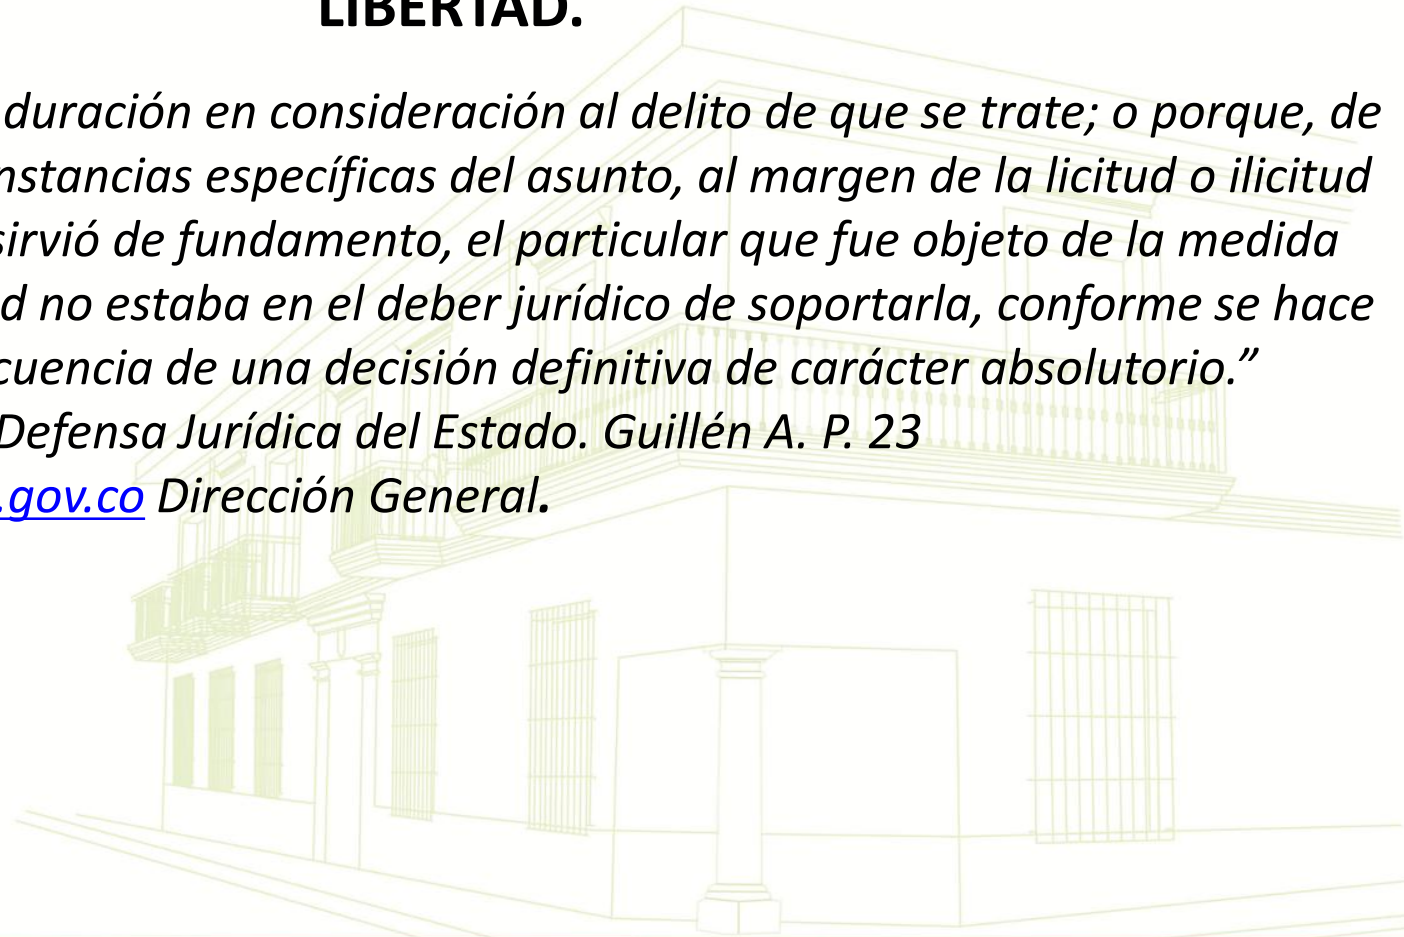 LIBERTAD.
duración en consideración al delito de que se trate; o porque, de
nstancias específicas del asunto, al margen de la licitud o ilicitud
sirvió de fundamento, el particular que fue objeto de la medida
d no estaba en el deber jurídico de soportarla, conforme se hace
cuencia de una decisión definitiva de carácter absolutorio.”
Defensa Jurídica del Estado. Guillén A. P. 23
.gov.co Dirección General.